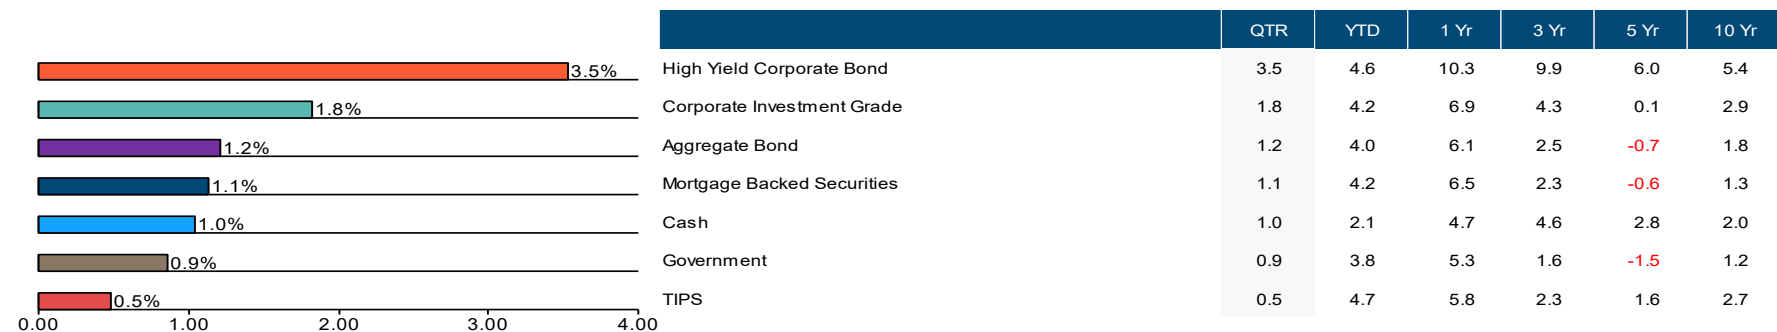 QTR YTD 1 Yr 3 Yr 5 Yr 10 Yr
3.5% High Yield Corporate Bond 3.5 4.6 10.3 9.9 6.0 5.4
1.8% Corporate Investment Grade 1.8 4.2 6.9 4.3 0.1 2.9
1.2% Aggregate Bond 1.2 4.0 6.1 2.5 -0.7 1.8
1.1% Mortgage Backed Securities 1.1 4.2 6.5 2.3 -0.6 1.3
1.0% Cash 1.0 2.1 4.7 4.6 2.8 2.0
0.9% Government 0.9 3.8 5.3 1.6 -1.5 1.2
0.5% TIPS 0.5 4.7 5.8 2.3 1.6 2.7
0.00 1.00 2.00 3.00 4.00